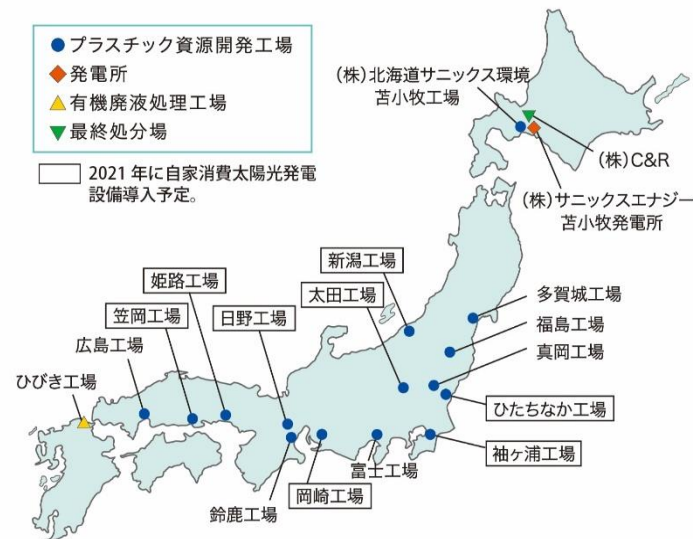 プラスチック資源開発工場
発電所
有機廃液処理工場
最終処分場
2021年に自家消費太陽光発電
設備導入予定。
(株)北海道サニックス環境
苫小牧工場
(株)C&R
(株)サニックスエナジー
苫小牧発電所
新潟工場
姫路工場
太田工場
多賀城工場
笠岡工場
日野工場
福島工場
広島工場
真岡工場
ひびき工場
ひたちなか工場
袖ヶ浦工場
富士工場
岡崎工場
鈴鹿工場